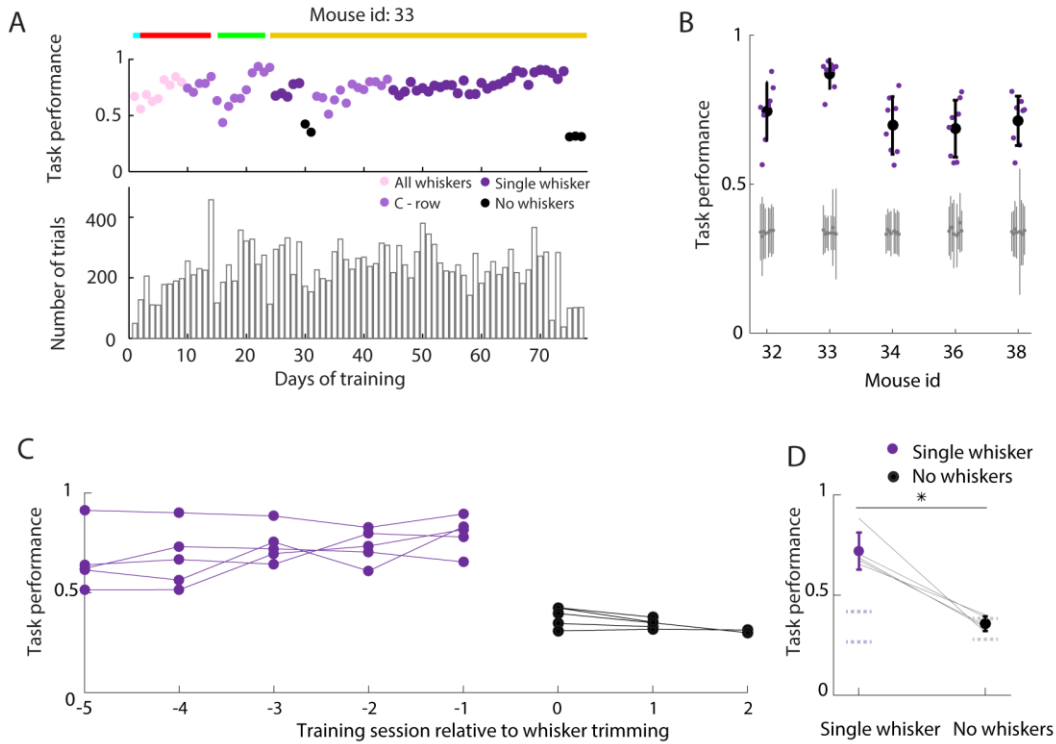 A
Mouse id: 33
Task performance
1
0.5
0
All whiskers
Single whisker
C - row
No whiskers
Number of trials
400
200
0
0 10 20 30 40 50 60 70
Days of training
B
Task performance
1
0.5
0
32 33 34 36 38
Mouse id
C
Task performance
1
0.5
0
-5 -4 -3 -2 -1 0 1 2
Training session relative to whisker trimming
D
Single whisker
No whiskers
*
Task performance
1
0.5
0
Single whisker No whiskers